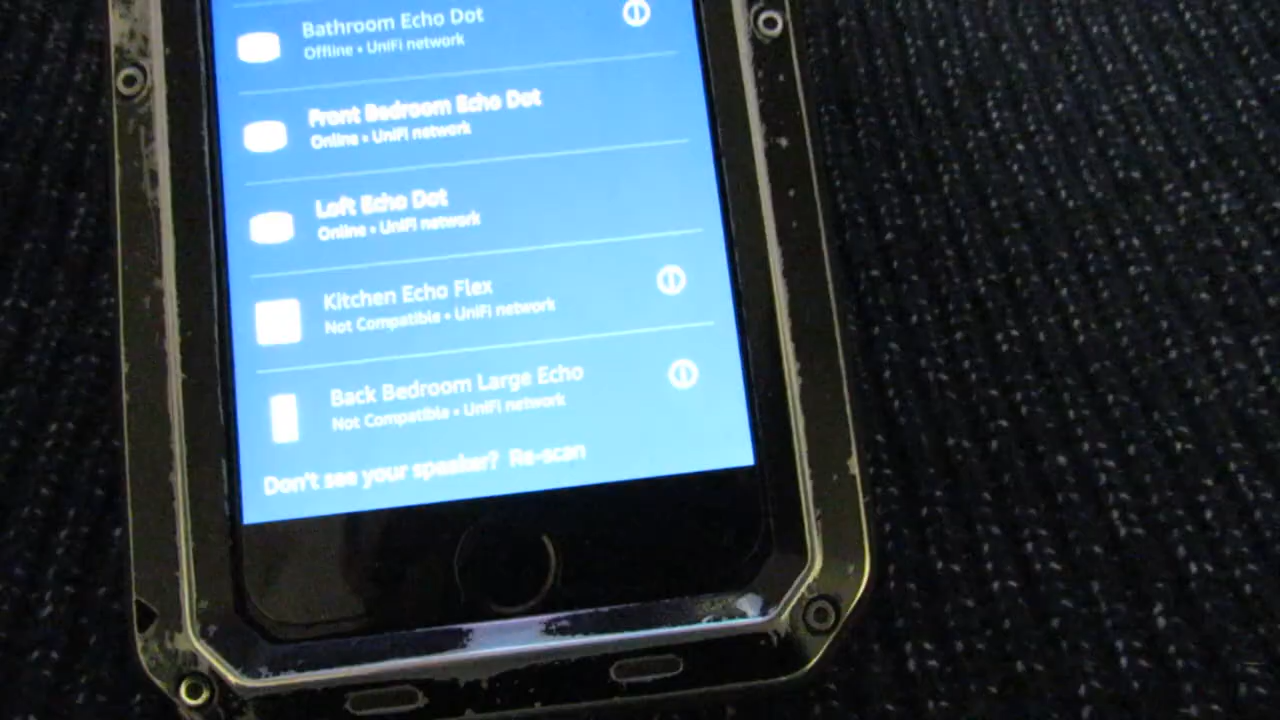 Bathroom Echo Dot
Offline • UniFi network
Front Bedroom Echo Dot
Online • UniFi network
Loft Echo Dot
Online • UniFi network
Kitchen Echo Flex
Not Compatible • UniFi network
Back Bedroom Large Echo
Not Compatible • UniFi network
Don't see your speaker? Re-scan